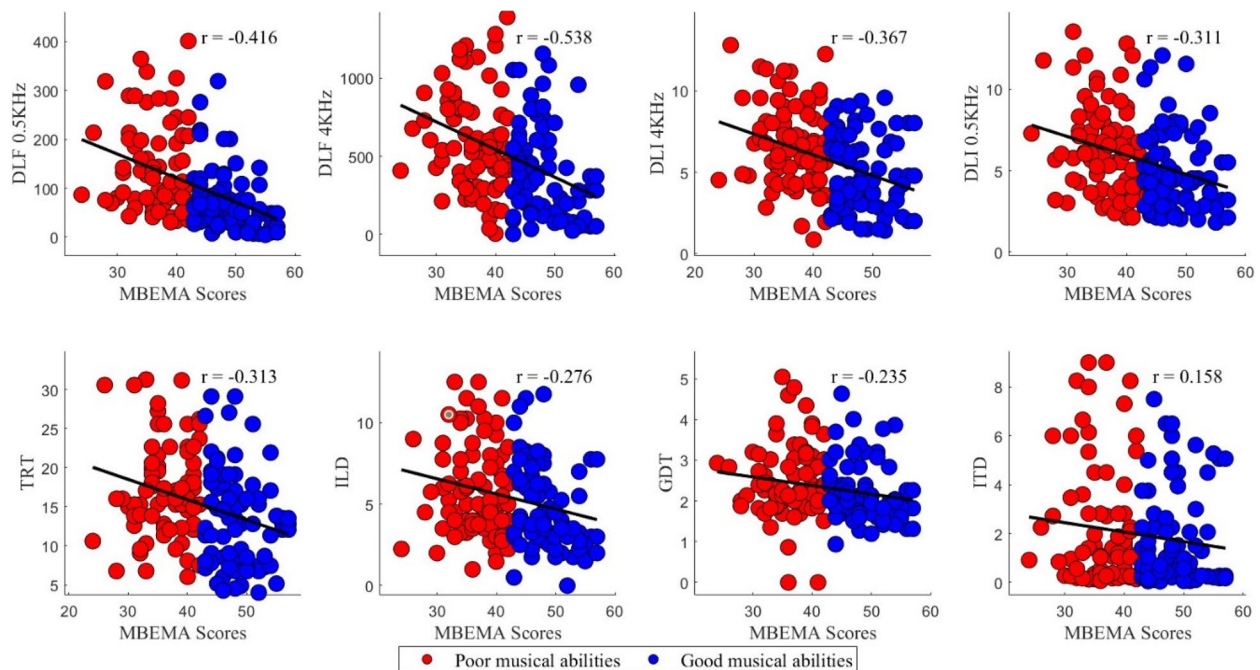 r = -0.416
400
300
200
100
0
DLF 0.5KHz
30 40 50 60
MBEMA Scores
r = -0.538
1000
500
0
DLF 4KHz
30 40 50 60
MBEMA Scores
r = -0.367
10
5
0
DLI 4KHz
20 30 40 50 60
MBEMA Scores
r = -0.311
10
5
0
DLI 0.5KHz
30 40 50 60
MBEMA Scores
r = -0.313
30
25
20
15
10
5
TRT
20 30 40 50
MBEMA Scores
r = -0.276
10
5
0
ILD
30 40 50 60
MBEMA Scores
r = -0.235
5
4
3
2
1
0
GDT
30 40 50 60
MBEMA Scores
r = 0.158
8
6
4
2
0
ITD
30 40 50 60
MBEMA Scores
Poor musical abilities Good musical abilities